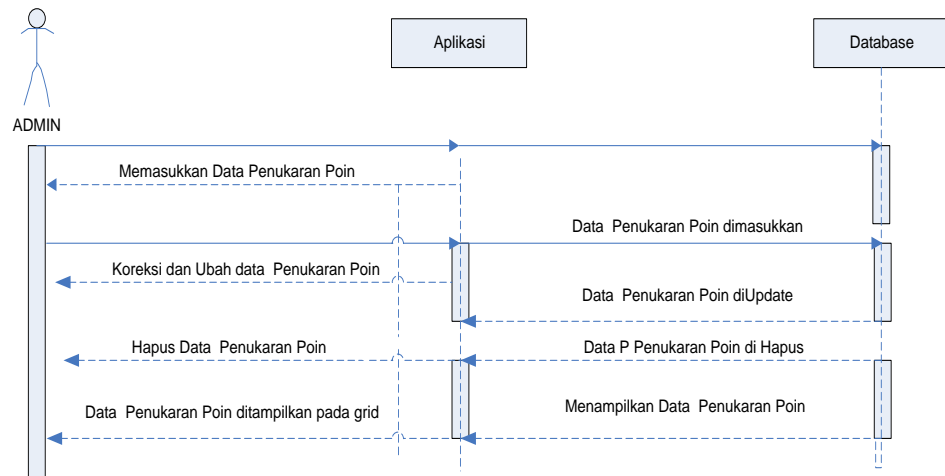 Aplikasi
Database
ADMIN
Memasukkan Data Penukaran Poin
Data Penukaran Poin dimasukkan
Koreksi dan Ubah data Penukaran Poin
Data Penukaran Poin diUpdate
Hapus Data Penukaran Poin
Data P Penukaran Poin di Hapus
Data Penukaran Poin ditampilkan pada grid
Menampilkan Data Penukaran Poin